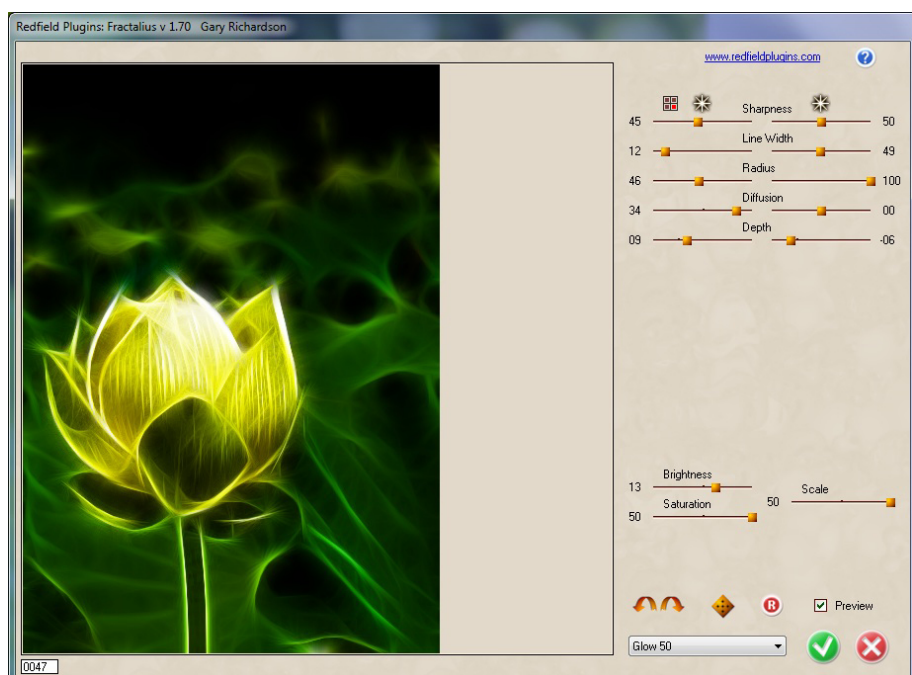 Redfield Plugins: Fractalius v 1.70 Gary Richardson
www.redfieldplugins.com
?
Sharpness
45 50
Line Width
12 49
Radius
46 100
Diffusion
34 00
Depth
09 -06
Brightness
13
Scale
50
Saturation
50
R
Preview
Glow 50
0047